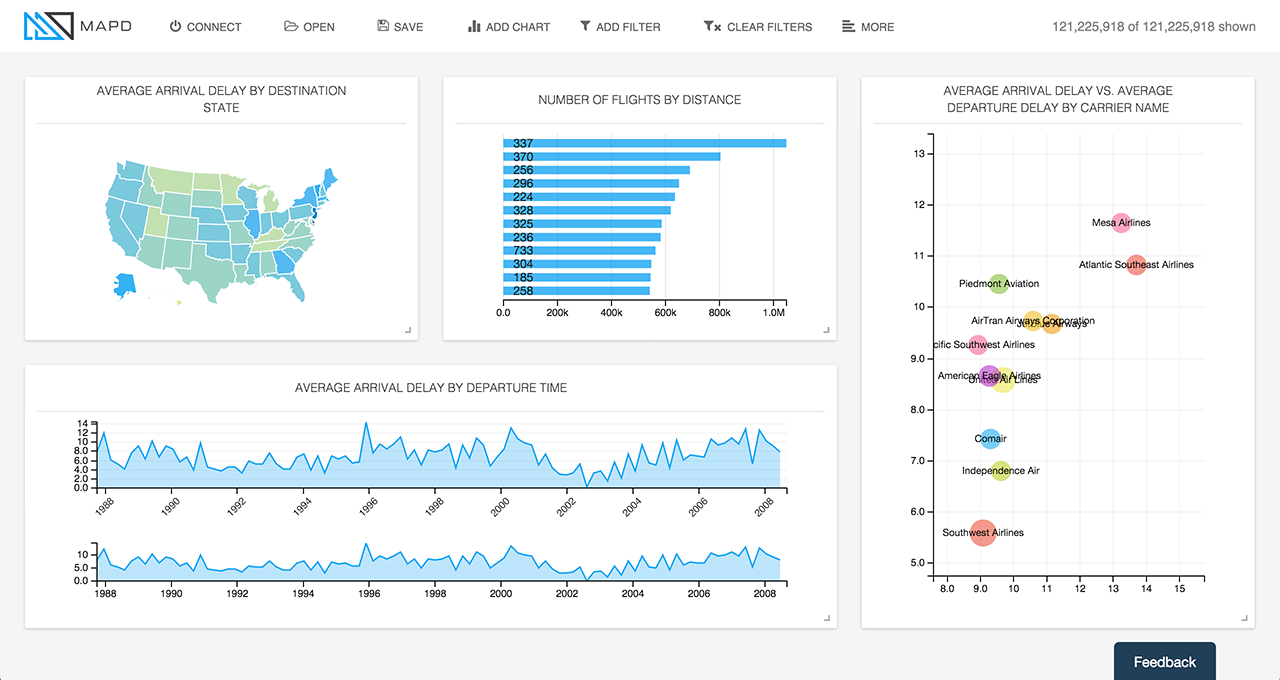 MAPD
CONNECT
OPEN
SAVE
ADD CHART
ADD FILTER
CLEAR FILTERS
MORE
121,225,918 of 121,225,918 shown
AVERAGE ARRIVAL DELAY BY DESTINATION
STATE
NUMBER OF FLIGHTS BY DISTANCE
337
370
256
296
224
328
325
236
733
304
185
258
0.0 200k 400k 600k 800k 1.0M
AVERAGE ARRIVAL DELAY VS. AVERAGE
DEPARTURE DELAY BY CARRIER NAME
13
12
Mesa Airlines
11
Atlantic Southeast Airlines
Piedmont Aviation
10
AirTran Airways Corporation
JetBlue Airways
9.0
cific Southwest Airlines
American Eagle Airlines
United Air Lines
8.0
Comair
7.0
Independence Air
6.0
Southwest Airlines
5.0
8.0 9.0 10 11 12 13 14 15
AVERAGE ARRIVAL DELAY BY DEPARTURE TIME
14
12
10
8.0
6.0
4.0
2.0
0.0
1988 1990 1992 1994 1996 1998 2000 2002 2004 2006 2008
10
5.0
0.0
1988 1990 1992 1994 1996 1998 2000 2002 2004 2006 2008
Feedback